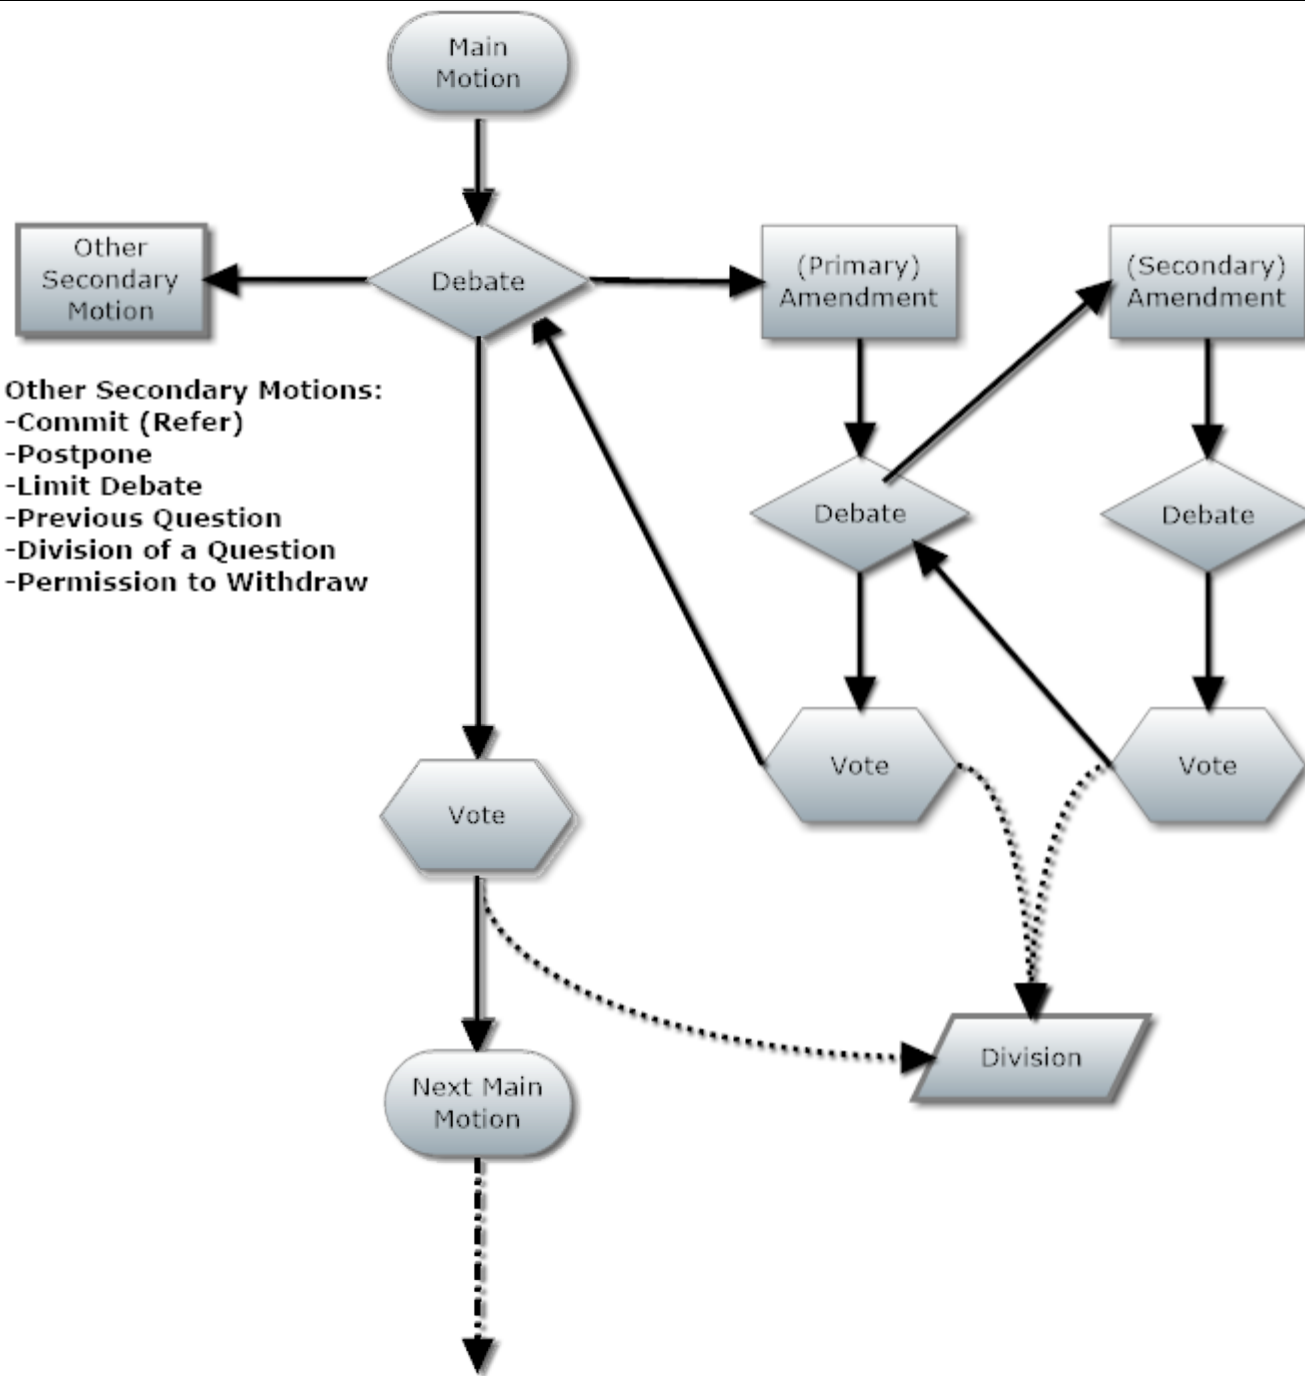 Main
Motion
Other
Secondary
Motion
Debate
(Primary)
Amendment
(Secondary)
Amendment
Other Secondary Motions:
-Commit (Refer)
-Postpone
-Limit Debate
-Previous Question
-Division of a Question
-Permission to Withdraw
Debate
Debate
Vote
Vote
Vote
Division
Next Main
Motion